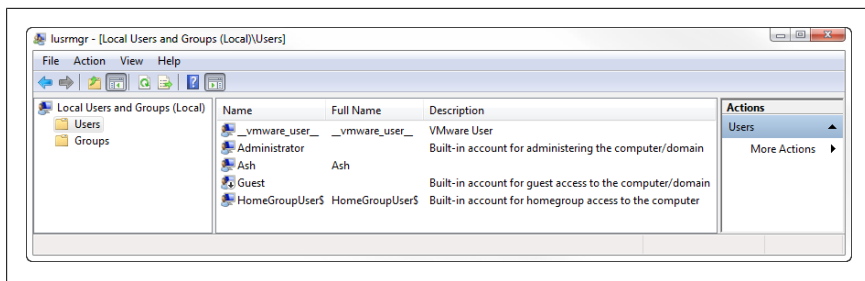 lusrmgr - [Local Users and Groups (Local)\Users]
File Action View Help
Local Users and Groups (Local)
Users
Groups
Name Full Name Description
__vmware_user__ __vmware_user__ VMware User
Administrator Built-in account for administering the computer/domain
Ash Ash
Guest Built-in account for guest access to the computer/domain
HomeGroupUser$ HomeGroupUser$ Built-in account for homegroup access to the computer
Actions
Users
More Actions